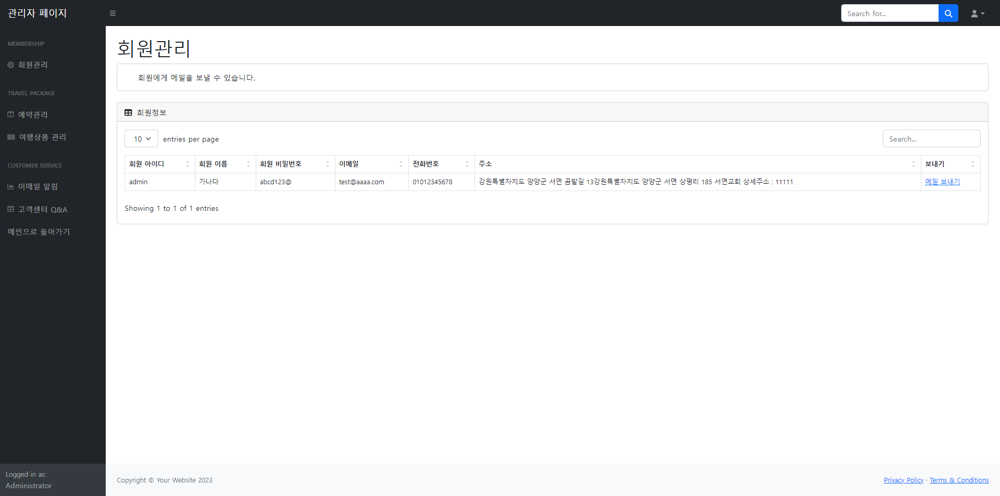 관리자 페이지
Search for...
MEMBERSHIP
회원관리
TRAVEL PACKAGE
예약관리
여행상품 관리
CUSTOMER SERVICE
이메일 알림
고객센터 Q&A
메인으로 돌아가기
Logged in as:
Administrator
회원관리
회원에게 메일을 보낼 수 있습니다.
회원정보
10 entries per page
Search...
회원 아이디 회원 이름 회원 비밀번호 이메일 전화번호 주소 보내기
admin 가나다 abcd123@ test@aaaa.com 01012345678 강원특별자치도 양양군 서면 곰밭길 13강원특별자치도 양양군 서면 상평리 185 서면교회 상세주소 : 11111 메일 보내기
Showing 1 to 1 of 1 entries
Copyright © Your Website 2023
Privacy Policy · Terms & Conditions